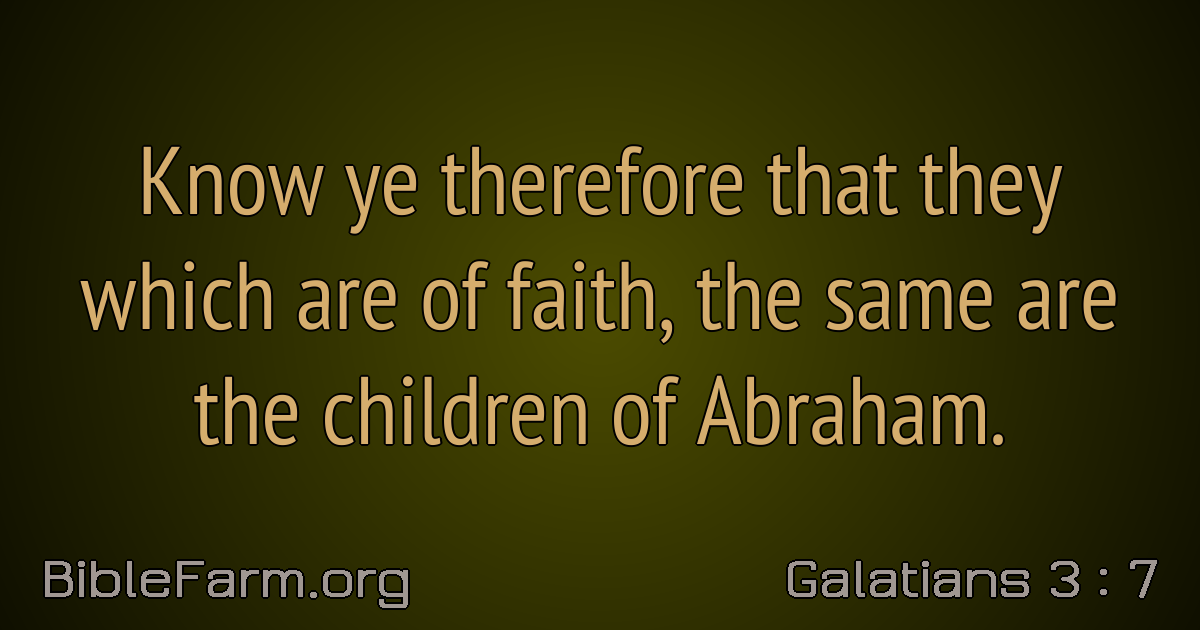 Know ye therefore that they
which are of faith, the same are
the children of Abraham.
BibleFarm.org
Galatians 3 : 7